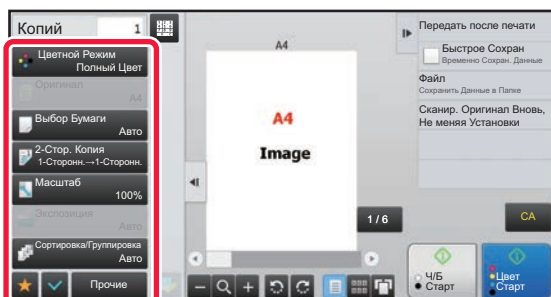 Копий 1
Цветной Режим
Полный Цвет
Оригинал
A4
Выбор Бумаги
Авто
2-Стор. Копия
1-Сторонн.→1-Сторонн.
Масштаб
100%
Экспозиция
Авто
Сортировка/Группировка
Авто
Прочие
A4
A4
Image
1 / 6
Передать после печати
Быстрое Сохран
Временно Сохран. Данные
Файл
Сохранить Данные в Папке
Сканир. Оригинал Вновь,
Не меняя Установки
CA
Ч/Б
Старт
Цвет
Старт